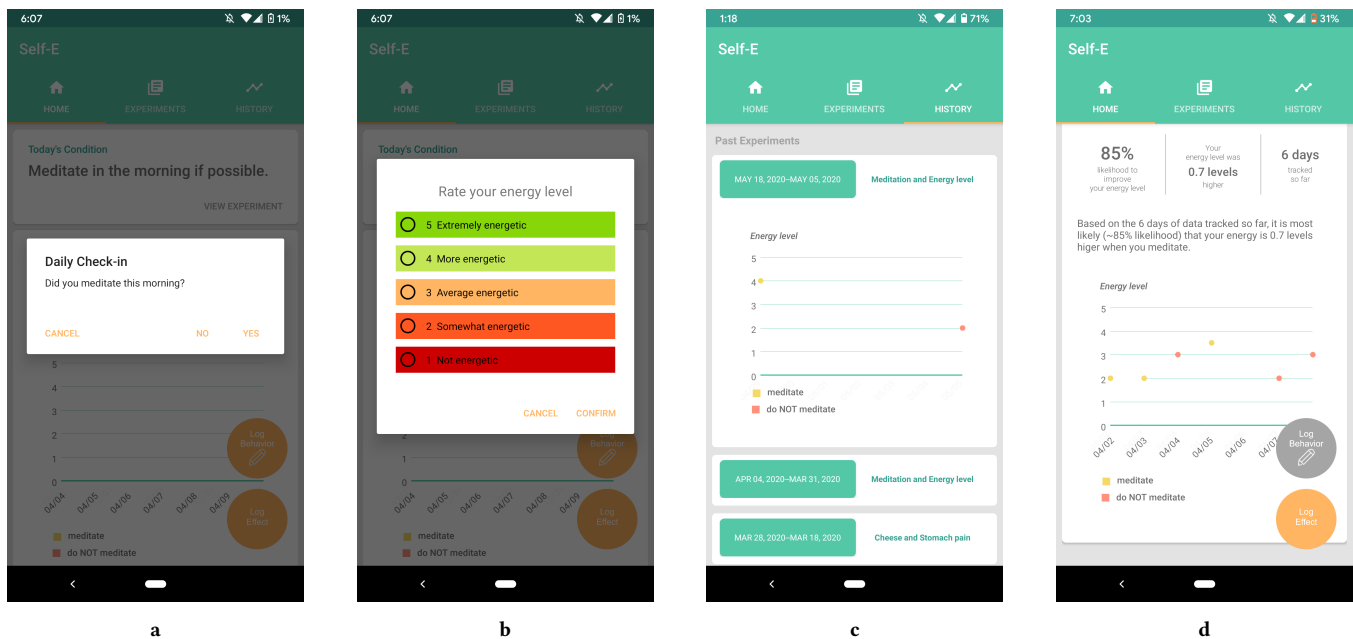 6:07
1%
Self-E
HOME
EXPERIMENTS
HISTORY
Today's Condition
Meditate in the morning if possible.
VIEW EXPERIMENT
Daily Check-in
Did you meditate this morning?
CANCEL
NO
YES
5
4
3
2
1
0
04/04
04/05
04/06
04/07
04/08
04/09
meditate
do NOT meditate
Log
Behavior
Log
Effect
a
6:07
1%
Self-E
HOME
EXPERIMENTS
HISTORY
Today's Condition
Rate your energy level
5 Extremely energetic
4 More energetic
3 Average energetic
2 Somewhat energetic
1 Not energetic
CANCEL
CONFIRM
2
1
0
04/04
04/05
04/06
04/07
04/08
04/09
meditate
do NOT meditate
Log
Behavior
Log
Effect
b
1:18
71%
Self-E
HOME
EXPERIMENTS
HISTORY
Past Experiments
MAY 18, 2020–MAY 05, 2020
Meditation and Energy level
Energy level
5
4
3
2
1
0
meditate
do NOT meditate
APR 04, 2020–MAR 31, 2020
Meditation and Energy level
MAR 28, 2020–MAR 18, 2020
Cheese and Stomach pain
c
7:03
31%
Self-E
HOME
EXPERIMENTS
HISTORY
85%
likelihood to
improve
your energy level
Your
energy level was
0.7 levels
higher
6 days
tracked
so far
Based on the 6 days of data tracked so far, it is most
likely (~85% likelihood) that your energy is 0.7 levels
higer when you meditate.
Energy level
5
4
3
2
1
0
04/02
04/03
04/04
04/05
04/06
meditate
do NOT meditate
Log
Behavior
Log
Effect
d